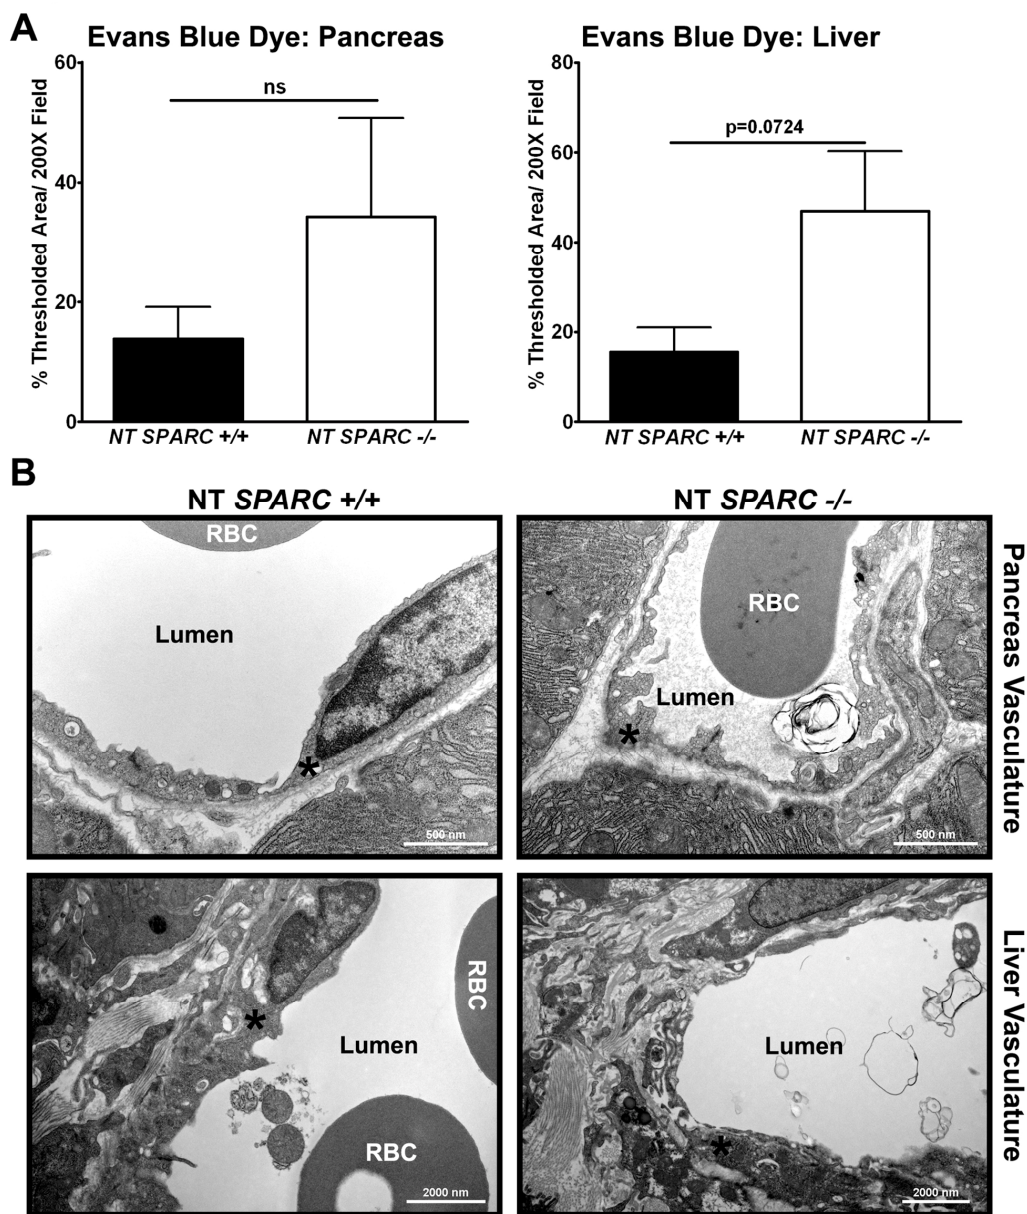 A
Evans Blue Dye: Pancreas
% Thresholded Area/ 200X Field
60
40
20
0
ns
NT SPARC +/+
NT SPARC -/-
Evans Blue Dye: Liver
% Thresholded Area/ 200X Field
80
60
40
20
0
p=0.0724
NT SPARC +/+
NT SPARC -/-
B
NT SPARC +/+
NT SPARC -/-
RBC
Lumen
*
500 nm
RBC
Lumen
*
500 nm
Pancreas Vasculature
RBC
Lumen
*
RBC
2000 nm
Lumen
*
2000 nm
Liver Vasculature